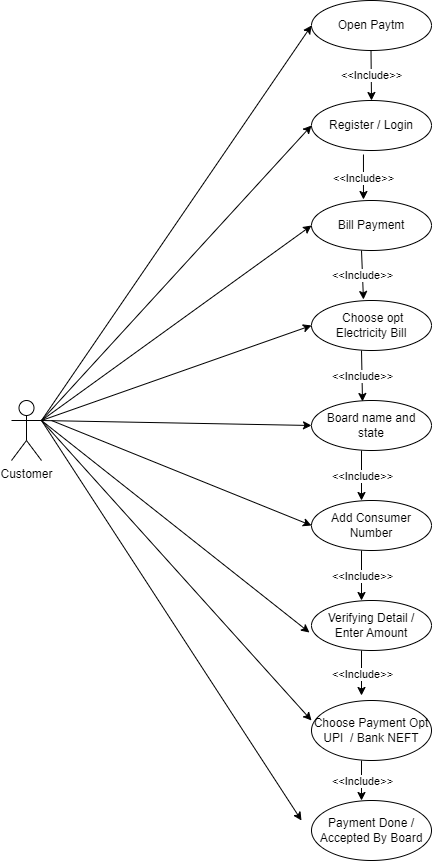 Open Paytm
<<Include>>
Register / Login
<<Include>>
Bill Payment
<<Include>>
Choose opt
Electricity Bill
<<Include>>
Board name and
state
Customer
<<Include>>
Add Consumer
Number
<<Include>>
Verifying Detail /
Enter Amount
<<Include>>
Choose Payment Opt
UPI / Bank NEFT
<<Include>>
Payment Done /
Accepted By Board